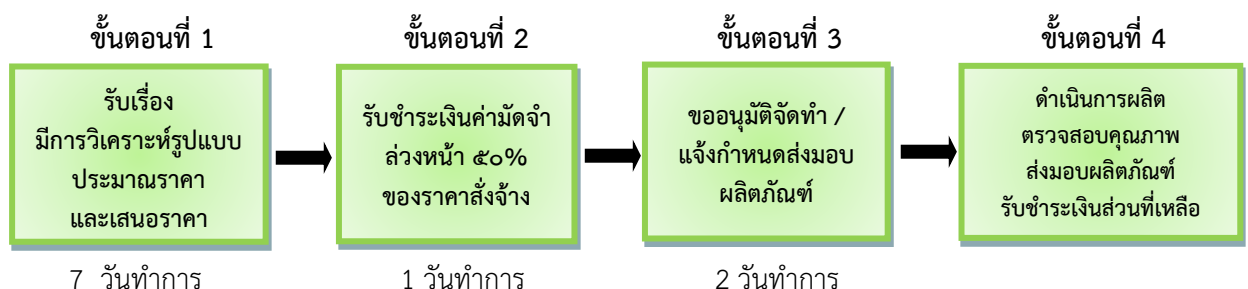 ขั้นตอนที่ 1
รับเรื่อง
มีการวิเคราะห์รูปแบบ
ประมาณราคา
และเสนอราคา
7 วันทำการ
ขั้นตอนที่ 2
รับชำระเงินค่ามัดจำ
ล่วงหน้า ๕๐%
ของราคาสั่งจ้าง
1 วันทำการ
ขั้นตอนที่ 3
ขออนุมัติจัดทำ /
แจ้งกำหนดส่งมอบ
ผลิตภัณฑ์
2 วันทำการ
ขั้นตอนที่ 4
ดำเนินการผลิต
ตรวจสอบคุณภาพ
ส่งมอบผลิตภัณฑ์
รับชำระเงินส่วนที่เหลือ